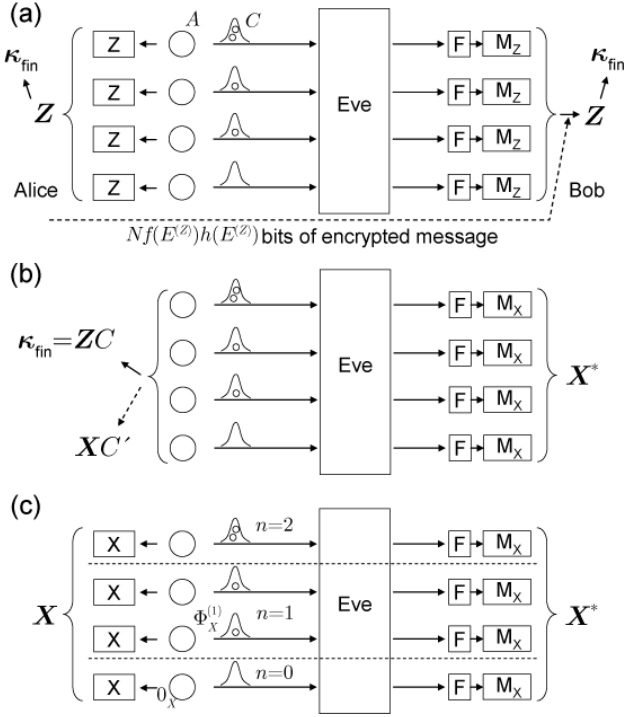 (a)
A C
Z F M_Z
κ_fin κ_fin
Z F M_Z
Z Eve Z
Z F M_Z
Alice Z F M_Z Bob
Nf(E^(Z))h(E^(Z)) bits of encrypted message
(b)
F M_X
κ_fin=ZC F M_X
Eve X*
F M_X
XC′ F M_X
(c)
X n=2 F M_X
X F M_X
X Eve X*
X Φ_X^(1) n=1 F M_X
X 0_X n=0 F M_X